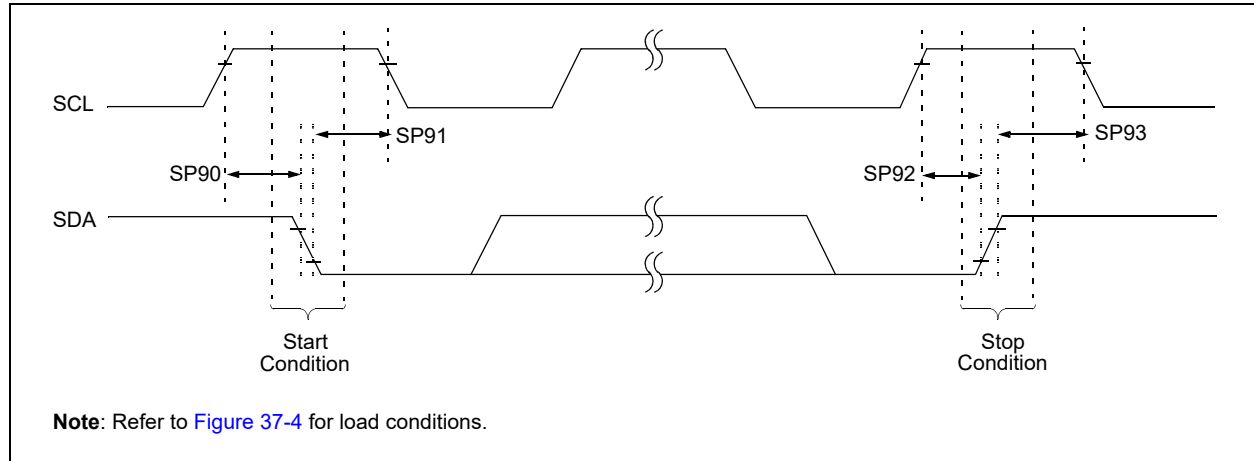 SCL
SP91
SP93
SP90
SP92
SDA
Start
Condition
Stop
Condition
Note: Refer to Figure 37-4 for load conditions.